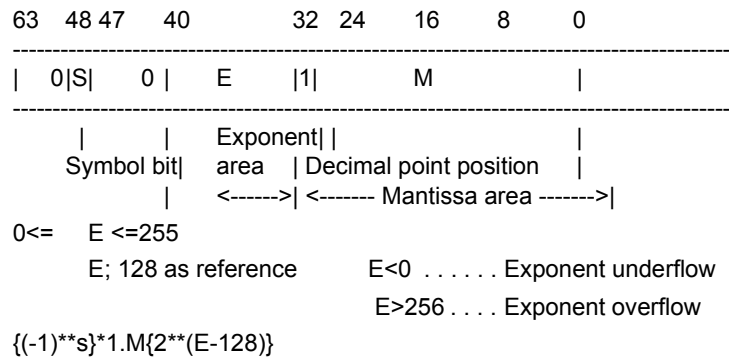 63 48 47 40 32 24 16 8 0
--------------------------------------------------------------------------------------------
| 0|S| 0 | E |1| M |
--------------------------------------------------------------------------------------------
| | Exponent| | |
Symbol bit| area | Decimal point position |
| <------>| <------- Mantissa area ------->|
0<= E <=255
E; 128 as reference E<0 . . . . . . Exponent underflow
E>256 . . . . Exponent overflow
{(-1)**s}*1.M{2**(E-128)}